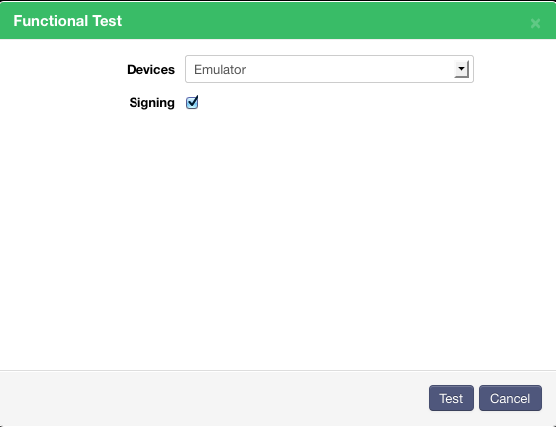 Functional Test ×
Devices Emulator
Signing
Test Cancel